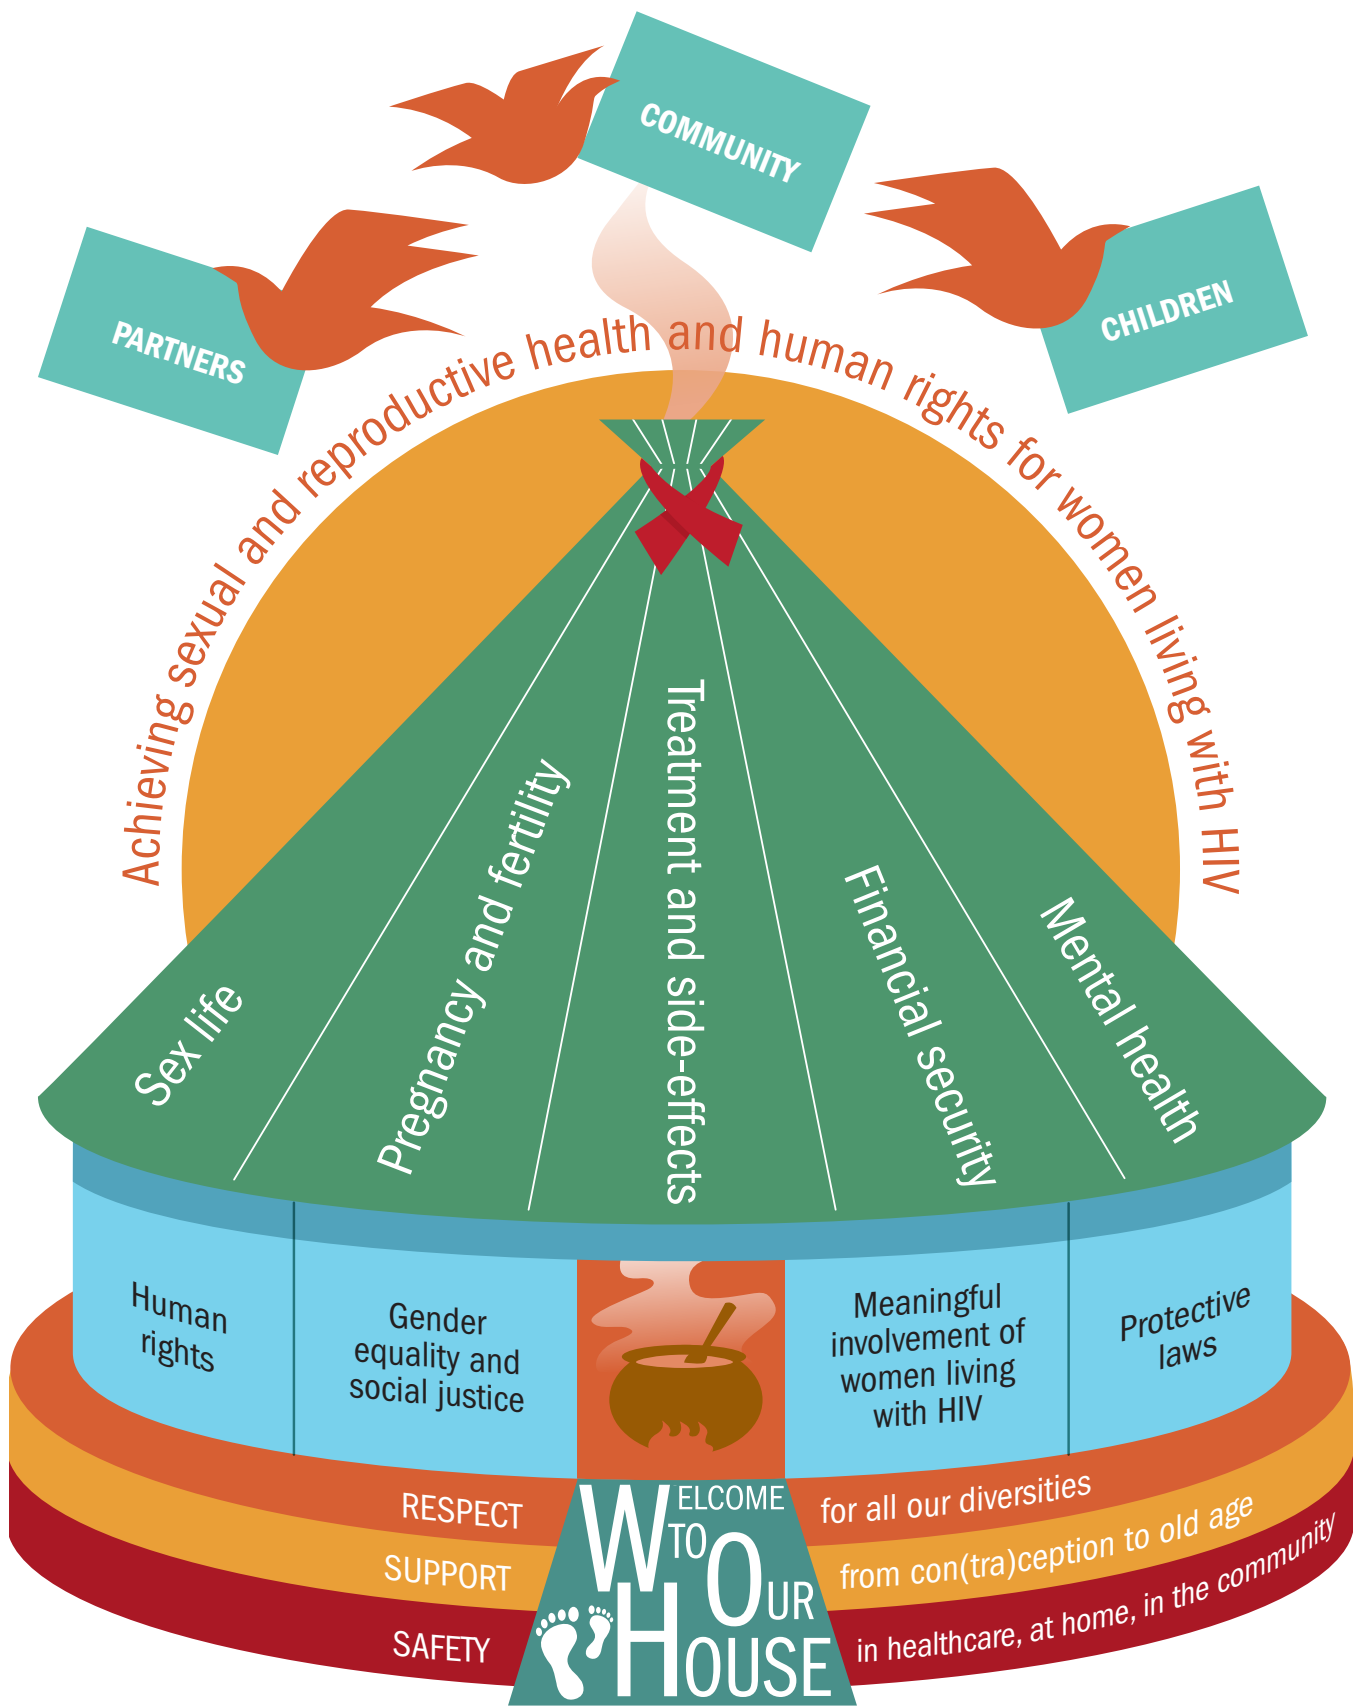 COMMUNITY
PARTNERS
CHILDREN
Achieving sexual and reproductive health and human rights for women living with HIV
Sex life
Pregnancy and fertility
Treatment and side-effects
Financial security
Mental health
Human
rights
Gender
equality and
social justice
Meaningful
involvement of
women living
with HIV
Protective
laws
RESPECT
for all our diversities
SUPPORT
from con(tra)ception to old age
SAFETY
in healthcare, at home, in the community
WELCOME
TO OUR
HOUSE